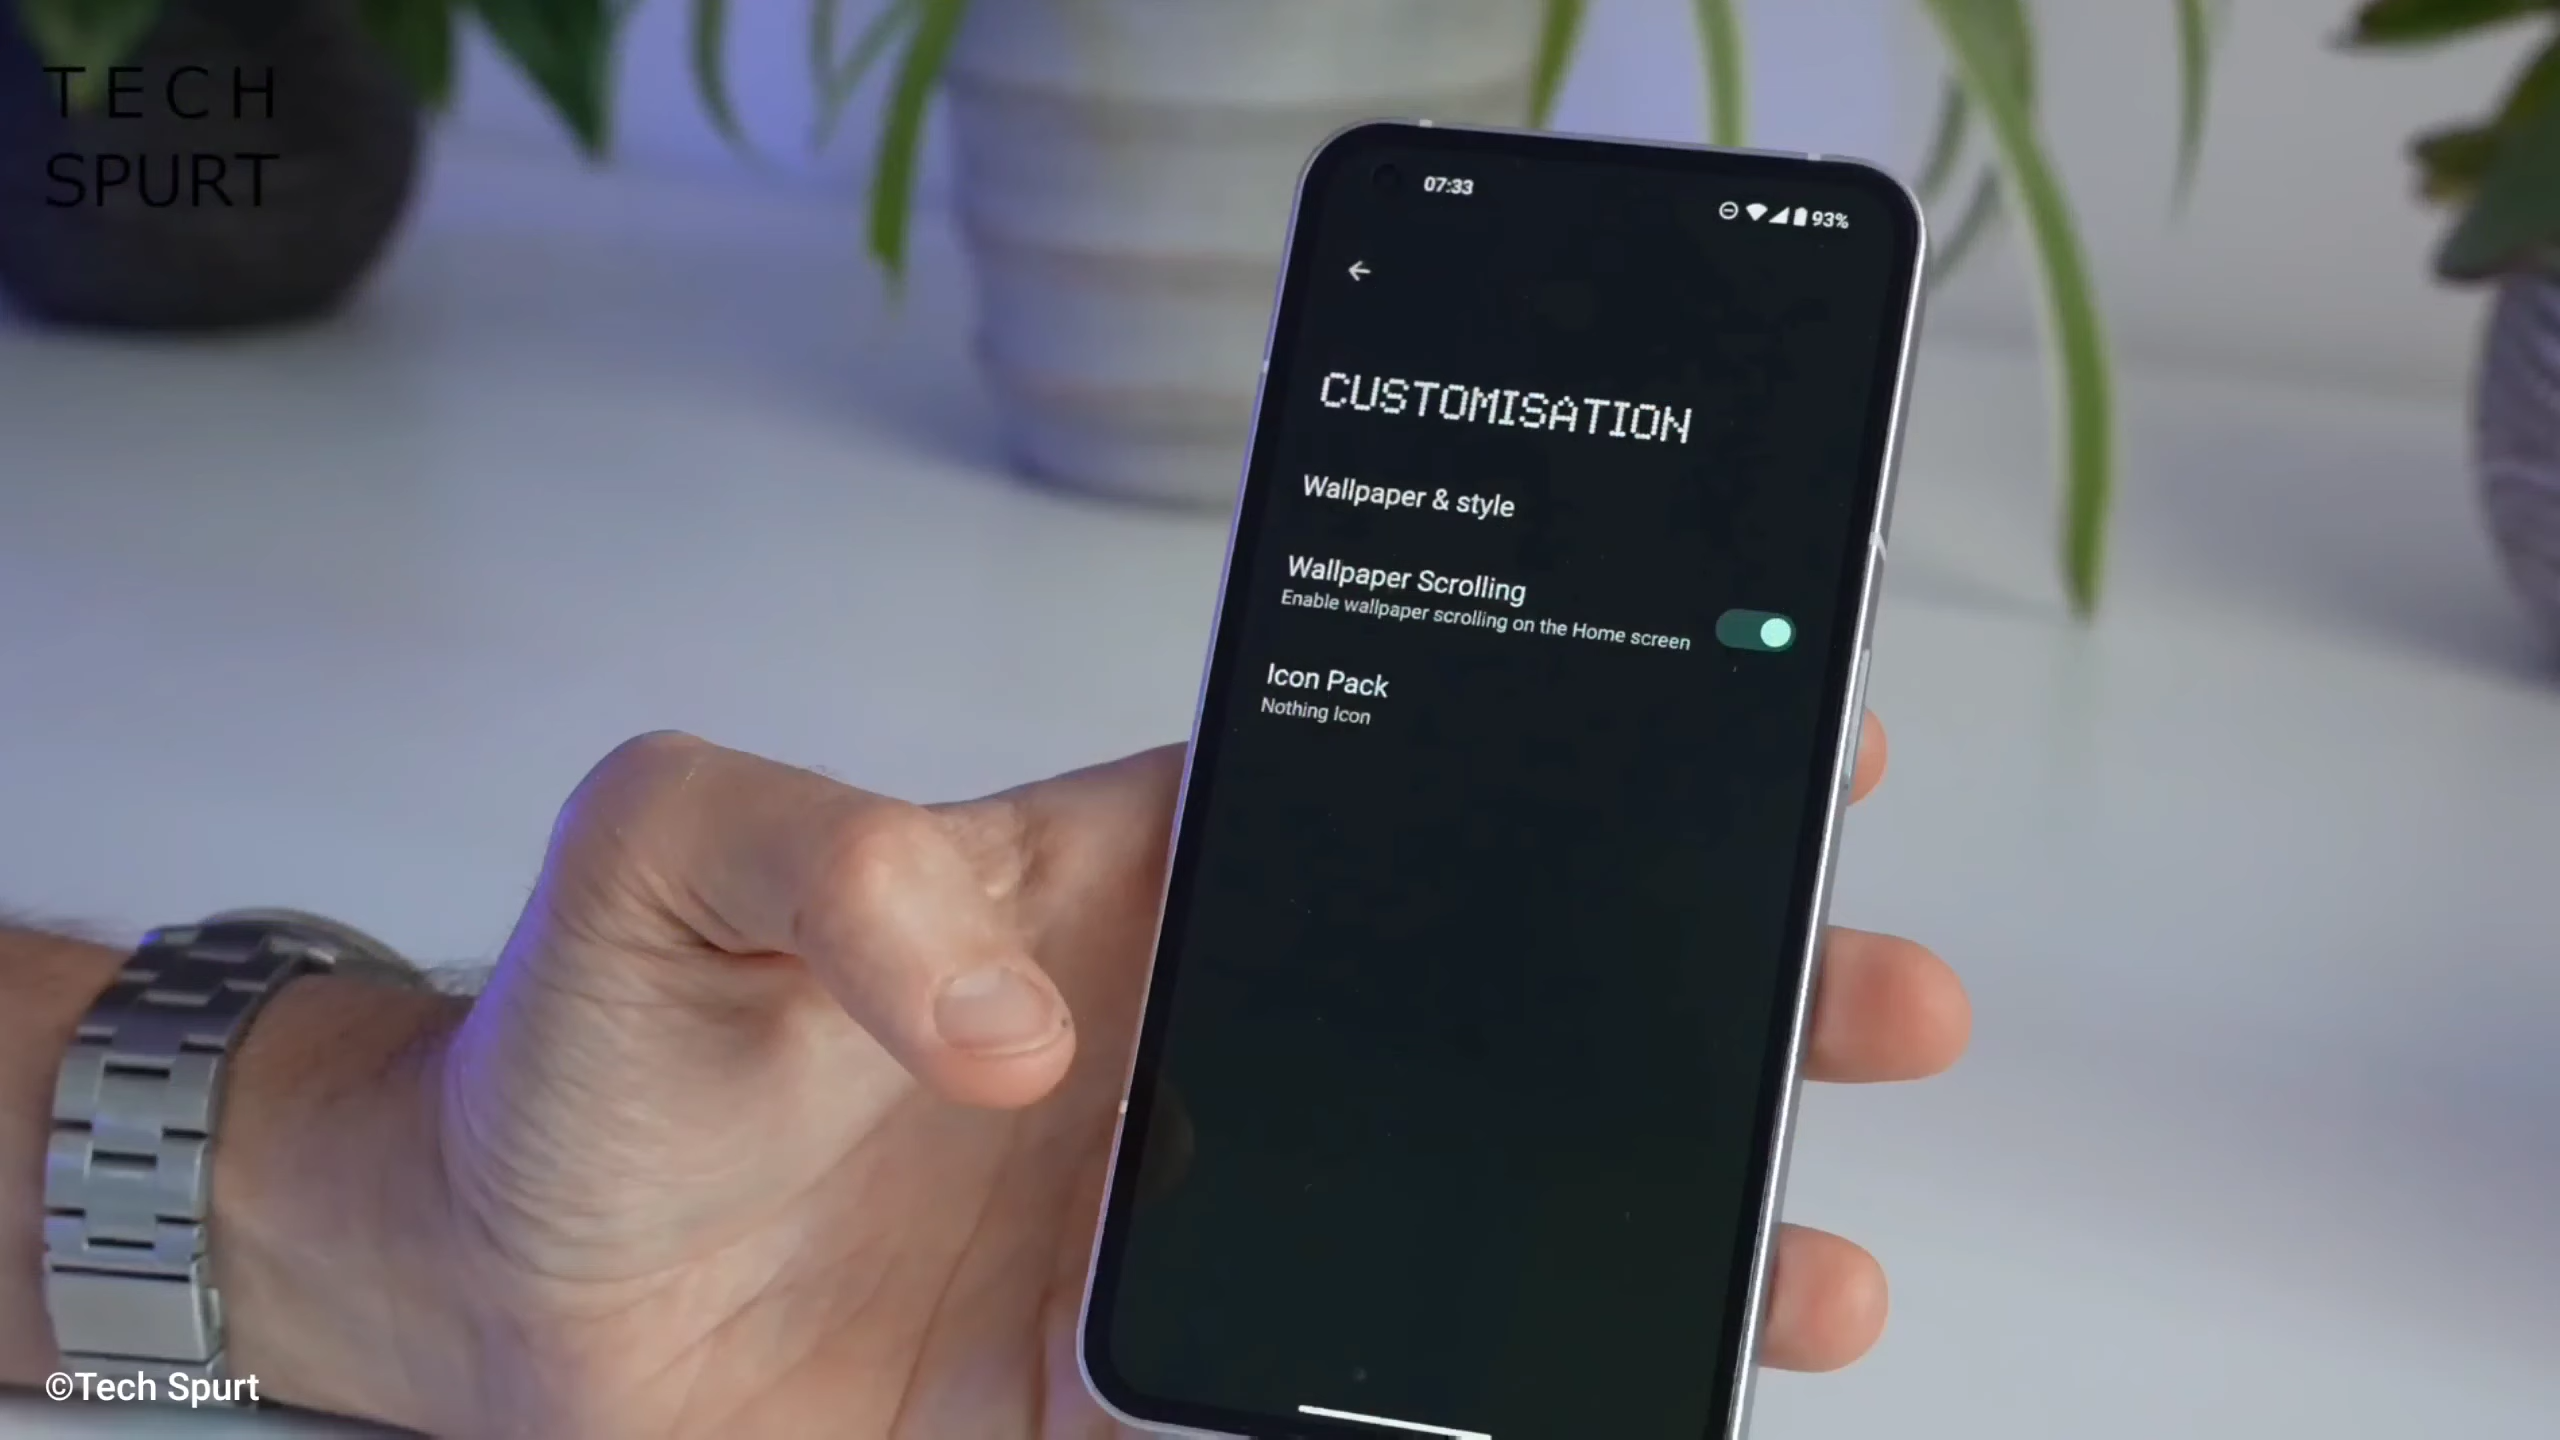 TECH
SPURT
07:33
93%
CUSTOMISATION
Wallpaper & style
Wallpaper Scrolling
Enable wallpaper scrolling on the Home screen
Icon Pack
Nothing Icon
©Tech Spurt